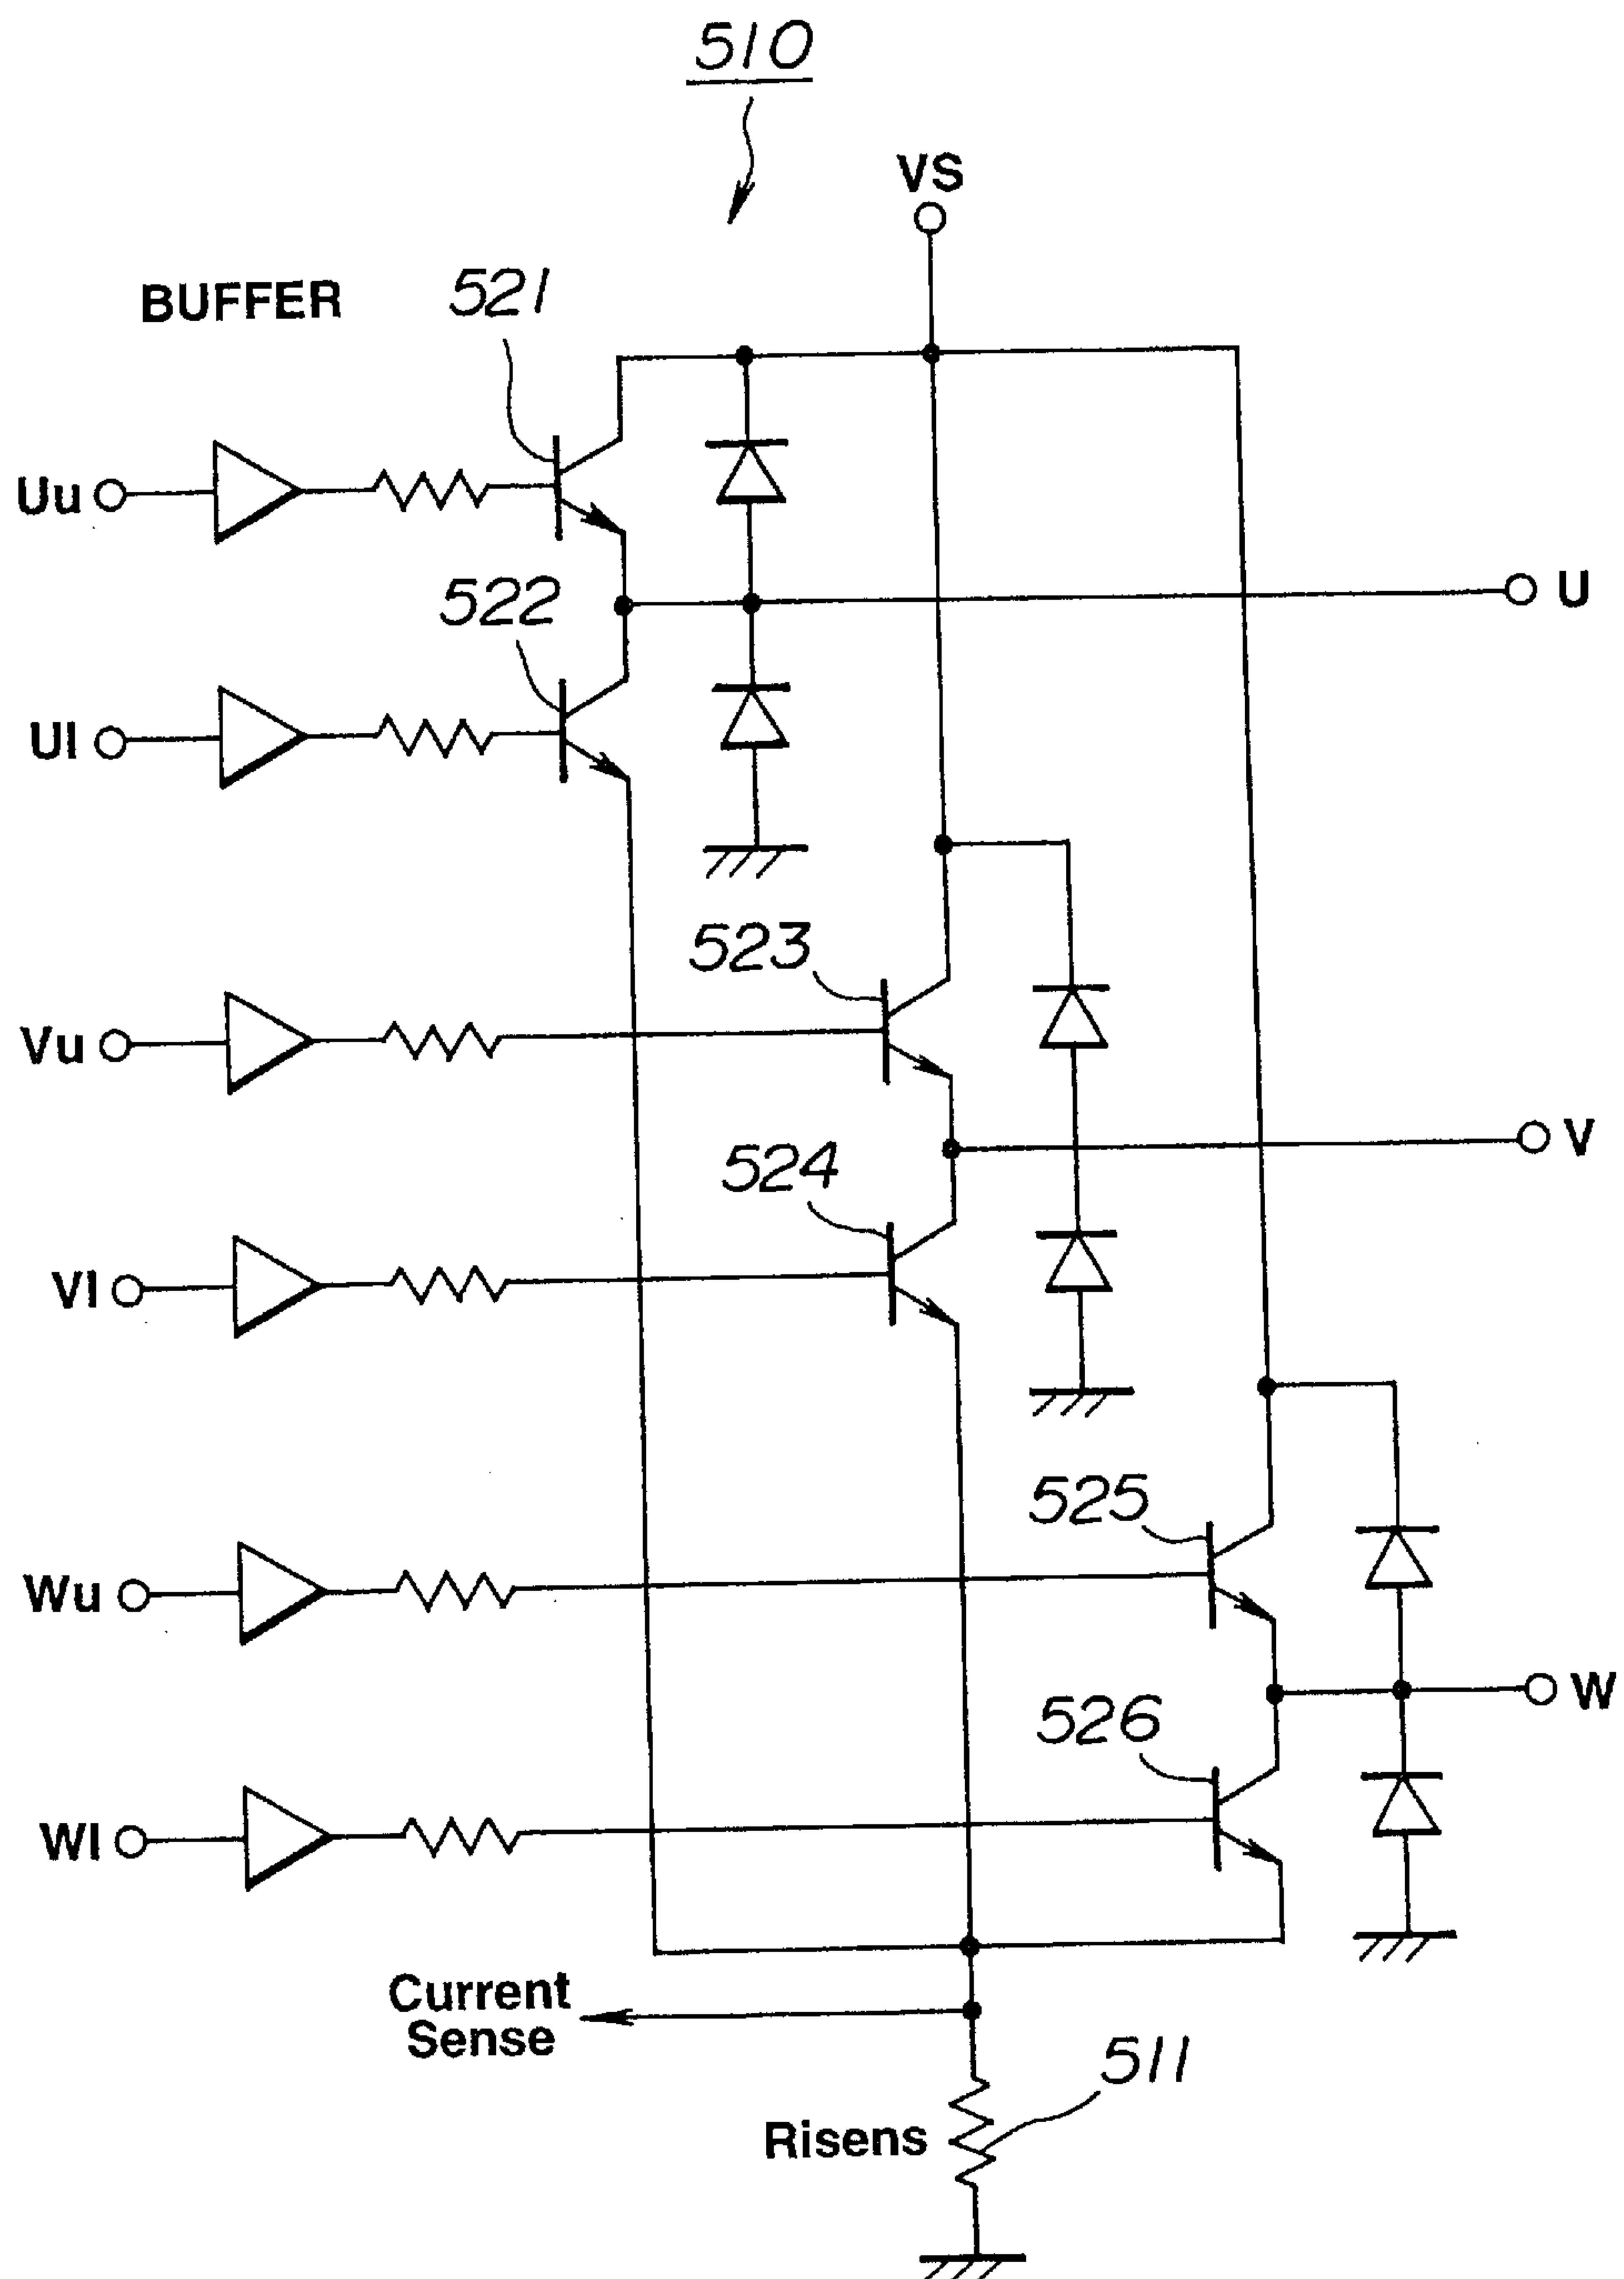 510
VS
BUFFER
521
Uu
522
U
Ul
523
Vu
V
524
Vl
525
Wu
W
526
Wl
Current
Sense
511
Risens